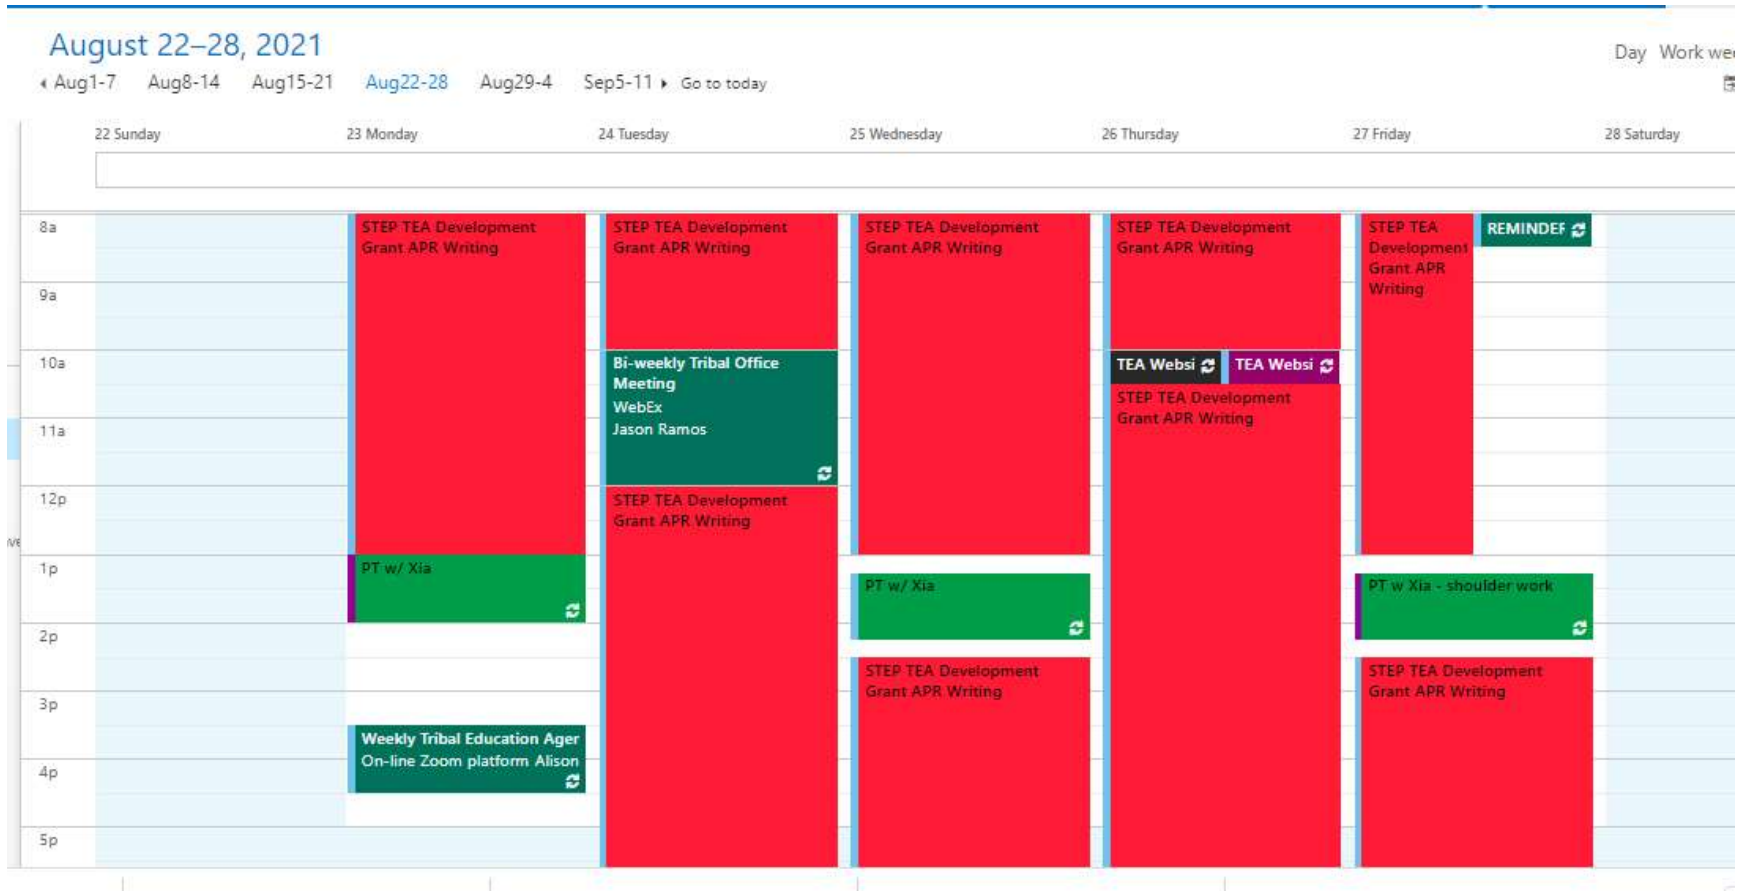 August 22–28, 2021
Day Work wee
Aug1-7 Aug8-14 Aug15-21 Aug22-28 Aug29-4 Sep5-11 Go to today
22 Sunday 23 Monday 24 Tuesday 25 Wednesday 26 Thursday 27 Friday 28 Saturday
8a
9a
10a
11a
12p
1p
2p
3p
4p
5p
STEP TEA Development
Grant APR Writing
PT w/ Xia
Weekly Tribal Education Ager
On-line Zoom platform Alison
STEP TEA Development
Grant APR Writing
Bi-weekly Tribal Office
Meeting
WebEx
Jason Ramos
STEP TEA Development
Grant APR Writing
STEP TEA Development
Grant APR Writing
PT w/ Xia
STEP TEA Development
Grant APR Writing
STEP TEA Development
Grant APR Writing
TEA Websi TEA Websi
STEP TEA Development
Grant APR Writing
STEP TEA
Development
Grant APR
Writing
REMINDER
PT w Xia - shoulder work
STEP TEA Development
Grant APR Writing